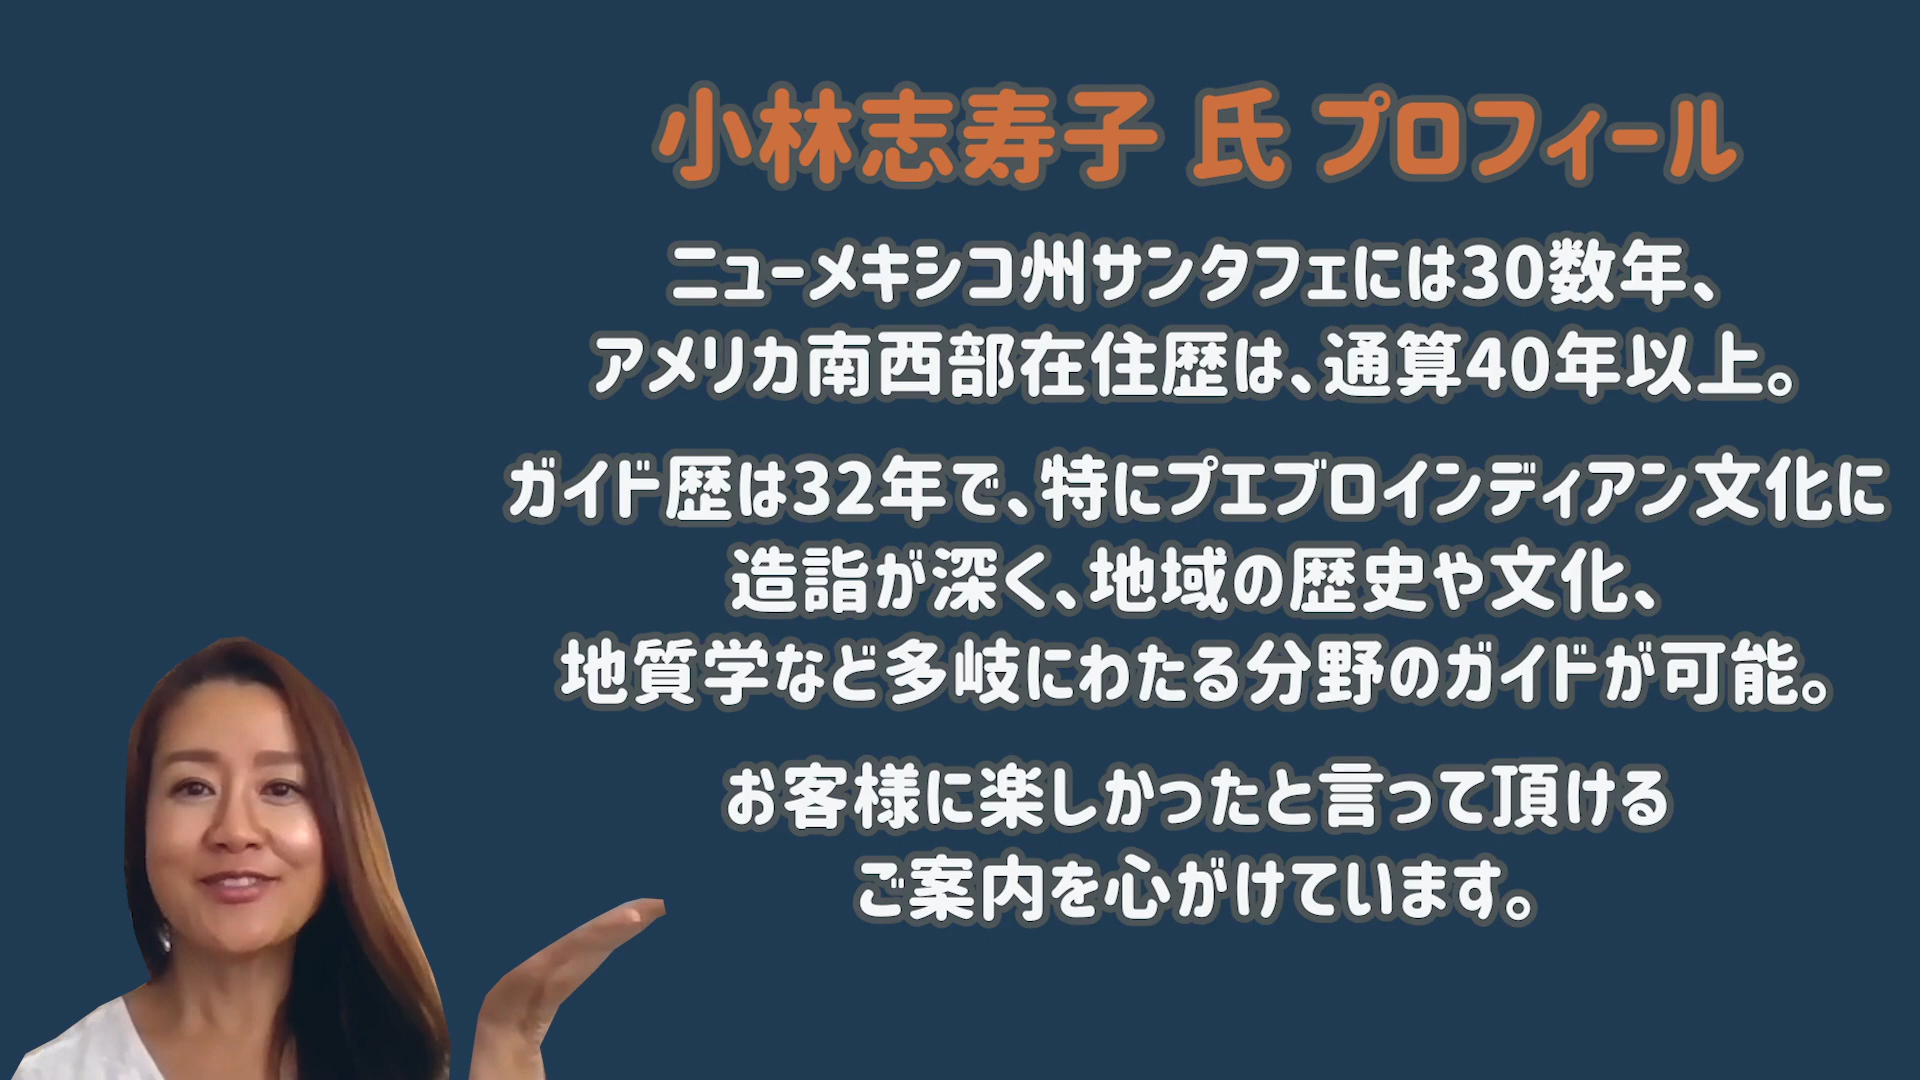 小林志寿子 氏 プロフィール
ニューメキシコ州サンタフェには30数年、
アメリカ南西部在住歴は、通算40年以上。
ガイド歴は32年で、特にプエブロインディアン文化に
造詣が深く、地域の歴史や文化、
地質学など多岐にわたる分野のガイドが可能。
お客様に楽しかったと言って頂ける
ご案内を心がけています。